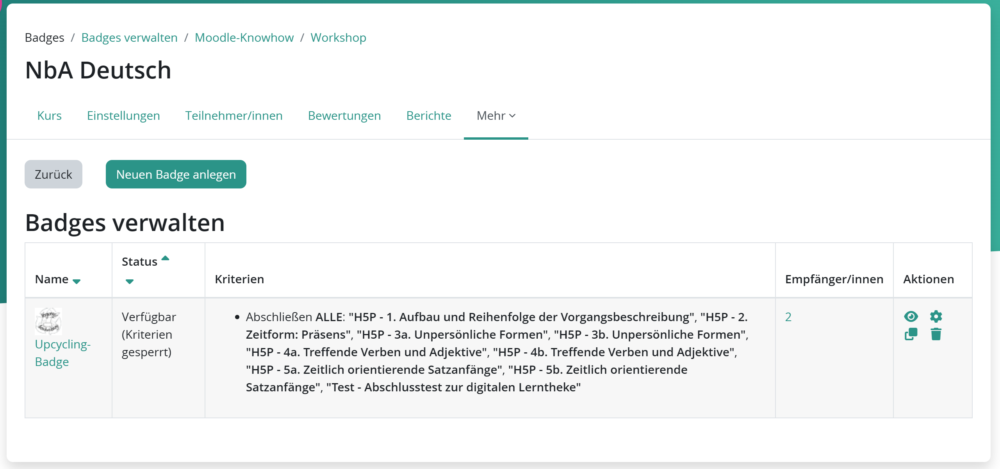 Badges / Badges verwalten / Moodle-Knowhow / Workshop
NbA Deutsch
Kurs Einstellungen Teilnehmer/innen Bewertungen Berichte Mehr
Zurück Neuen Badge anlegen
Badges verwalten
Name Status Kriterien Empfänger/innen Aktionen
Upcycling-
Badge
Verfügbar
(Kriterien
gesperrt)
• Abschließen ALLE: "H5P - 1. Aufbau und Reihenfolge der Vorgangsbeschreibung", "H5P - 2.
Zeitform: Präsens", "H5P - 3a. Unpersönliche Formen", "H5P - 3b. Unpersönliche Formen",
"H5P - 4a. Treffende Verben und Adjektive", "H5P - 4b. Treffende Verben und Adjektive",
"H5P - 5a. Zeitlich orientierende Satzanfänge", "H5P - 5b. Zeitlich orientierende
Satzanfänge", "Test - Abschlusstest zur digitalen Lerntheke"
2